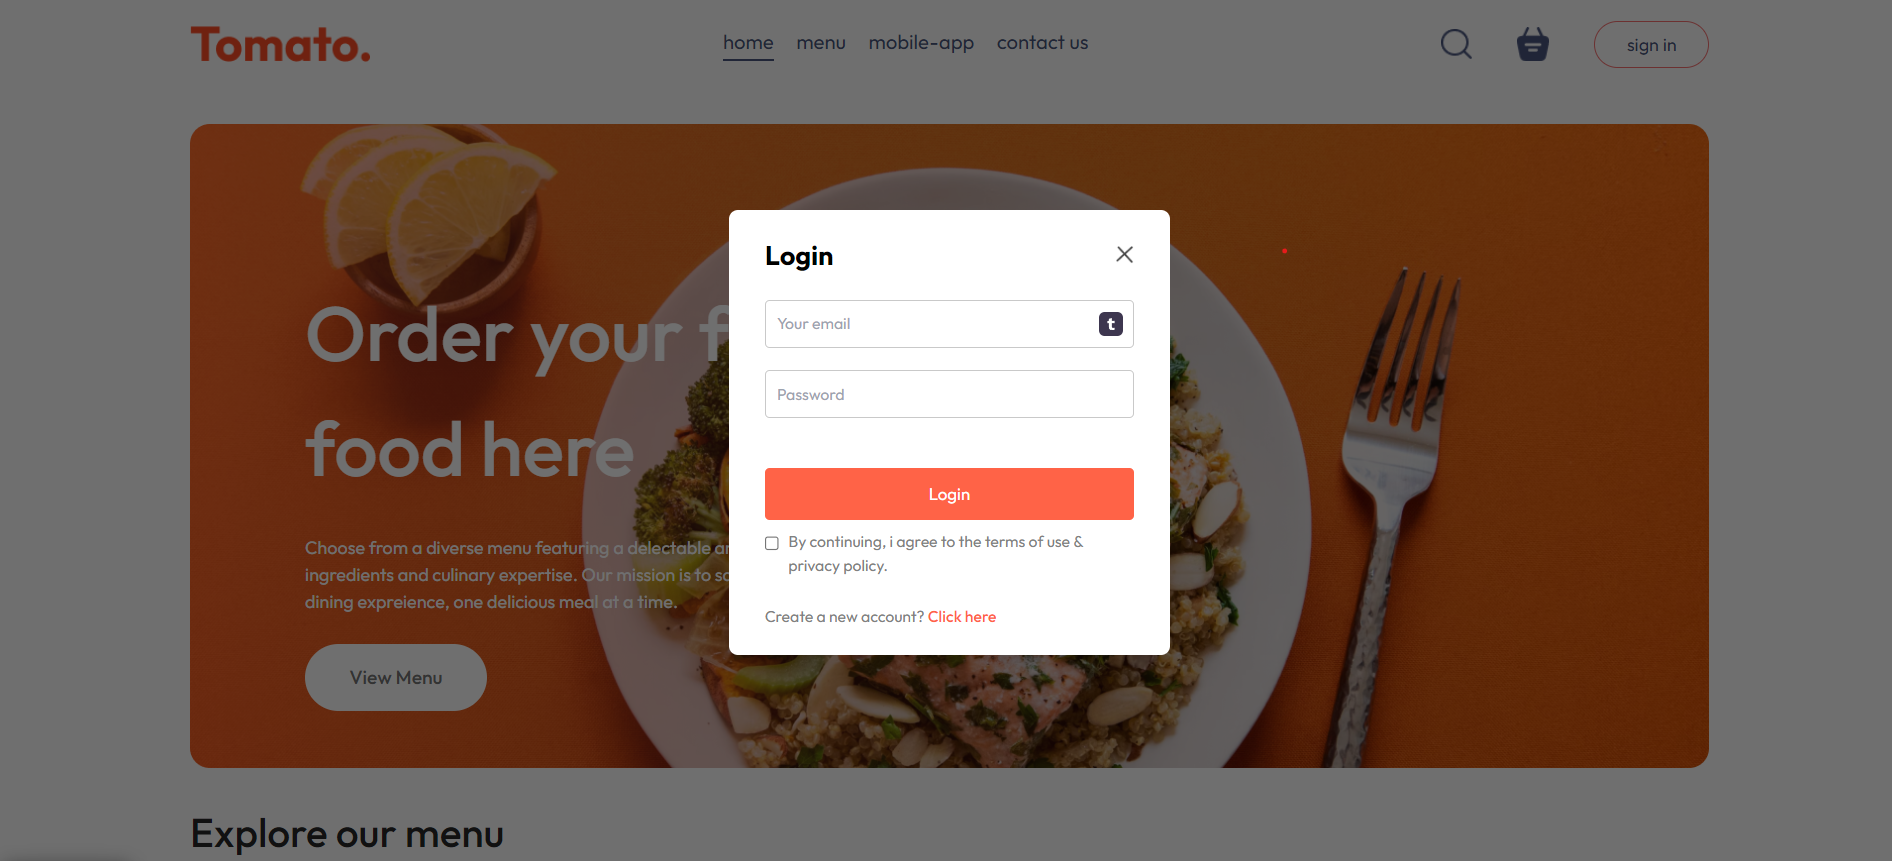 Tomato.
home menu mobile-app contact us
sign in
Order your f
food here
Choose from a diverse menu featuring a delectable ar
ingredients and culinary expertise. Our mission is to sa
dining expreience, one delicious meal at a time.
View Menu
Login
Your email
t
Password
Login
By continuing, i agree to the terms of use &
privacy policy.
Create a new account? Click here
Explore our menu